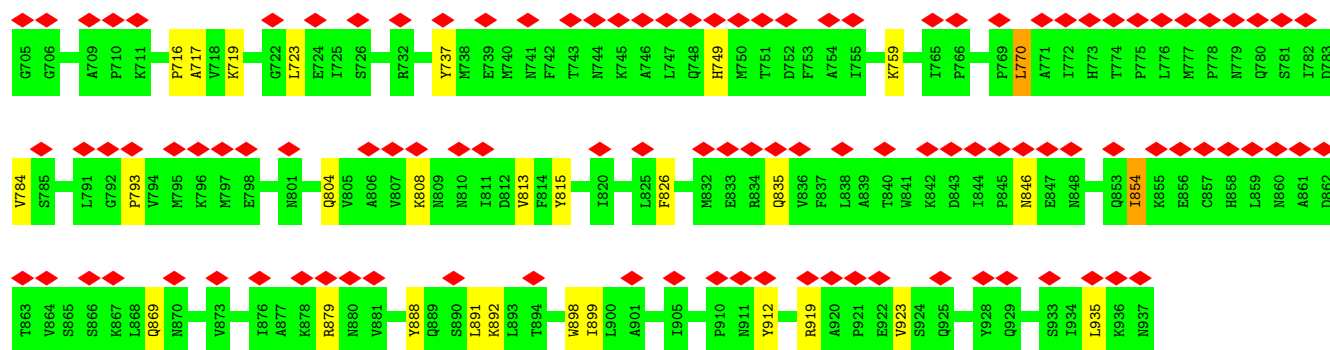 G705 G706 A709 P710 K711 P716 A717 V718 K719 G722 L723 E724 I725 S726 R732 Y737 M738 E739 M740 N741 F742 T743 N744 K745 A746 L747 Q748 H749 M750 T751 D752 F753 A754 I755 K759 I765 P766 P769 L770 A771 I772 H773 T774 P775 L776 M777 P778 N779 Q780 S781 I782 D783
V784 S785 L791 G792 P793 V794 M795 K796 M797 E798 N801 Q804 V805 A806 V807 K808 N809 N810 I811 D812 V813 F814 Y815 I820 L825 F826 M832 E833 R834 Q835 V836 F837 L838 A839 T840 W841 K842 D843 I844 P845 N846 E847 N848 Q853 I854 K855 E856 C857 H858 L859 N860 A861 D862
T863 V864 S865 S866 K867 L868 Q869 N870 V873 I876 A877 K878 R879 N880 V881 Y888 Q889 S890 L891 K892 L893 T894 W898 I899 L900 A901 I905 P910 N911 Y912 R919 A920 P921 E922 V923 S924 Q925 Y928 Q929 S933 I934 L935 K936 N937